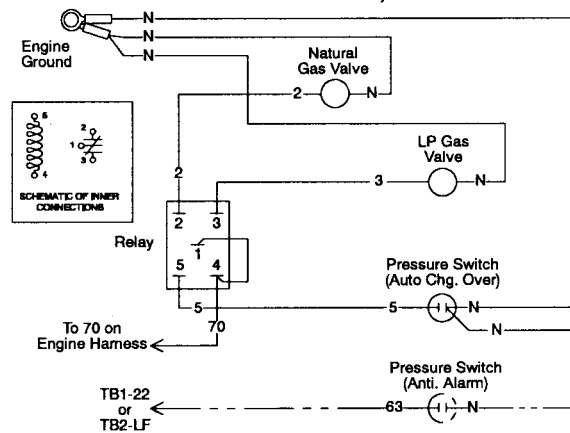 N
Engine
Ground
N
N
Natural
Gas Valve
2
N
5
4
2
1
3
SCHEMATIC OF INNER
CONNECTIONS
LP Gas
Valve
2
3
N
Relay
2
3
1
5
4
Pressure Switch
(Auto Chg. Over)
5
5
N
N
70
To 70 on
Engine Harness
Pressure Switch
(Anti. Alarm)
TB1-22
or
TB2-LF
63
N